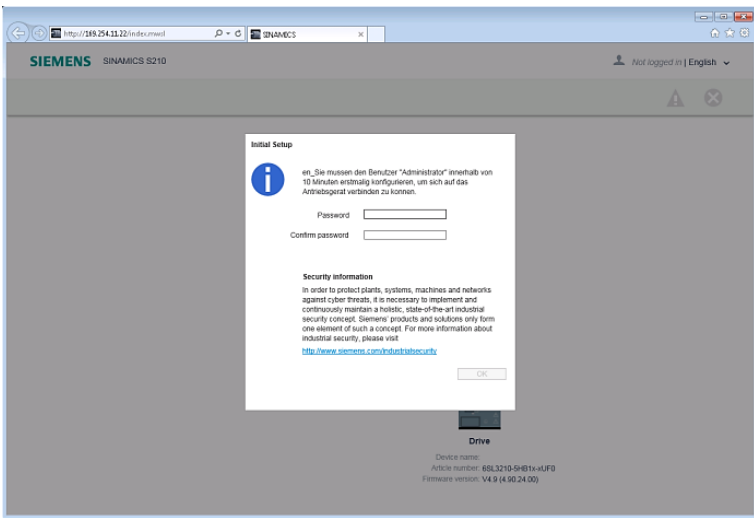 http://169.254.11.22/index.mwsl
SINAMICS
SIEMENS SINAMICS S210
Not logged in | English
Initial Setup
en_Sie mussen den Benutzer "Administrator" innerhalb von
10 Minuten erstmalig konfigurieren, um sich auf das
Antriebsgerat verbinden zu konnen.
Password
Confirm password
Security information
In order to protect plants, systems, machines and networks
against cyber threats, it is necessary to implement and
continuously maintain a holistic, state-of-the-art industrial
security concept. Siemens' products and solutions only form
one element of such a concept. For more information about
industrial security, please visit
http://www.siemens.com/industrialsecurity
OK
Drive
Device name:
Article number: 6SL3210-5HB1x-xUF0
Firmware version: V4.9 (4.90.24.00)